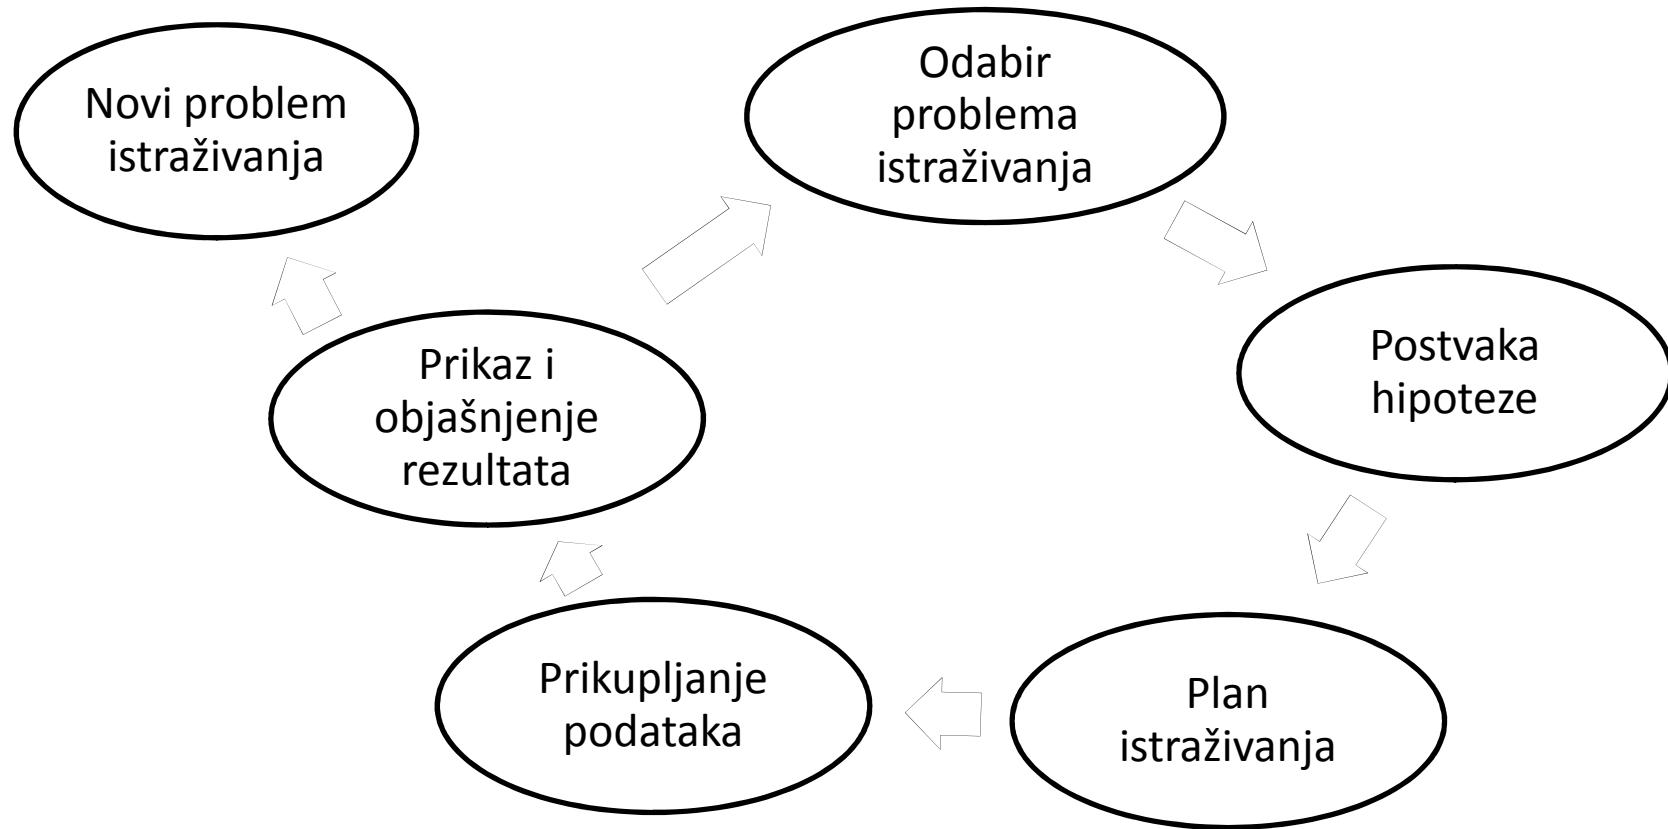 Novi problem
istraživanja
Odabir
problema
istraživanja
Postvaka
hipoteze
Plan
istraživanja
Prikupljanje
podataka
Prikaz i
objašnjenje
rezultata